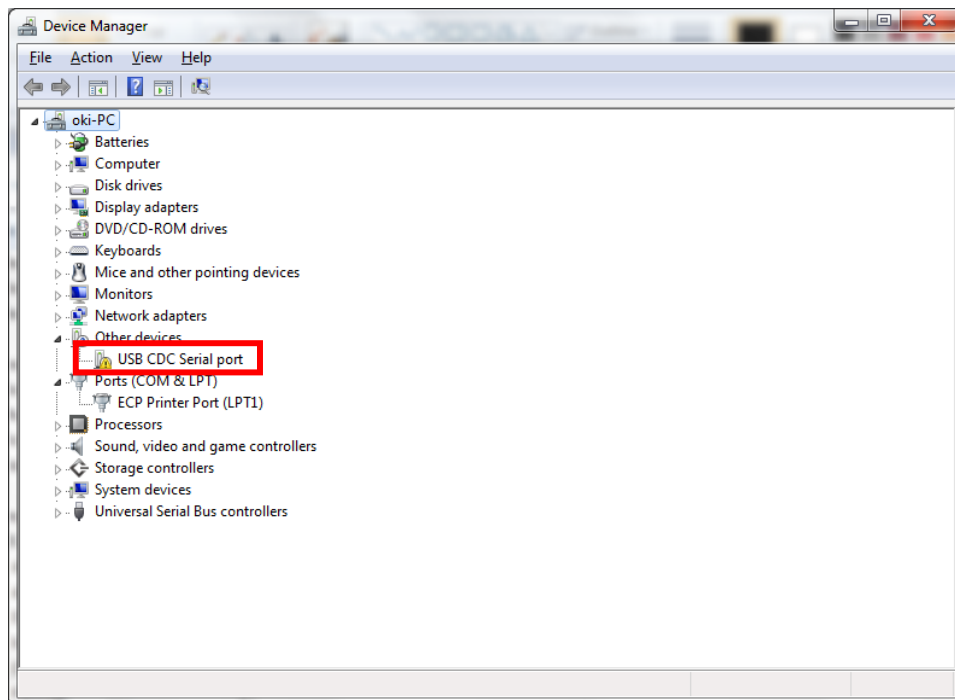 Device Manager
File Action View Help
oki-PC
Batteries
Computer
Disk drives
Display adapters
DVD/CD-ROM drives
Keyboards
Mice and other pointing devices
Monitors
Network adapters
Other devices
USB CDC Serial port
Ports (COM & LPT)
ECP Printer Port (LPT1)
Processors
Sound, video and game controllers
Storage controllers
System devices
Universal Serial Bus controllers